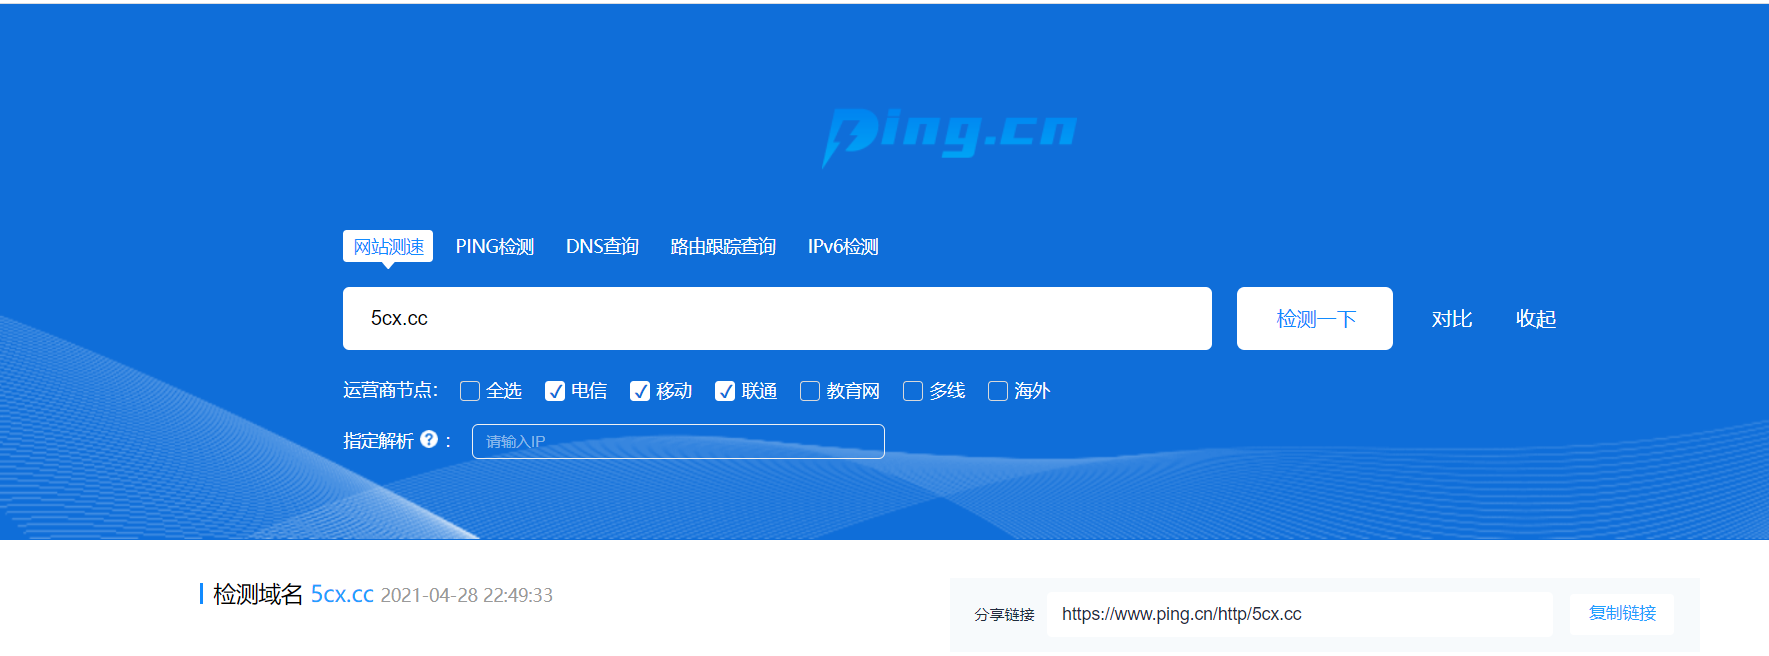 Ping.cn
网站测速 PING检测 DNS查询 路由跟踪查询 IPv6检测
5cx.cc 检测一下 对比 收起
运营商节点: 全选 电信 移动 联通 教育网 多线 海外
指定解析 ? : 请输入IP
检测域名 5cx.cc 2021-04-28 22:49:33
分享链接 https://www.ping.cn/http/5cx.cc 复制链接